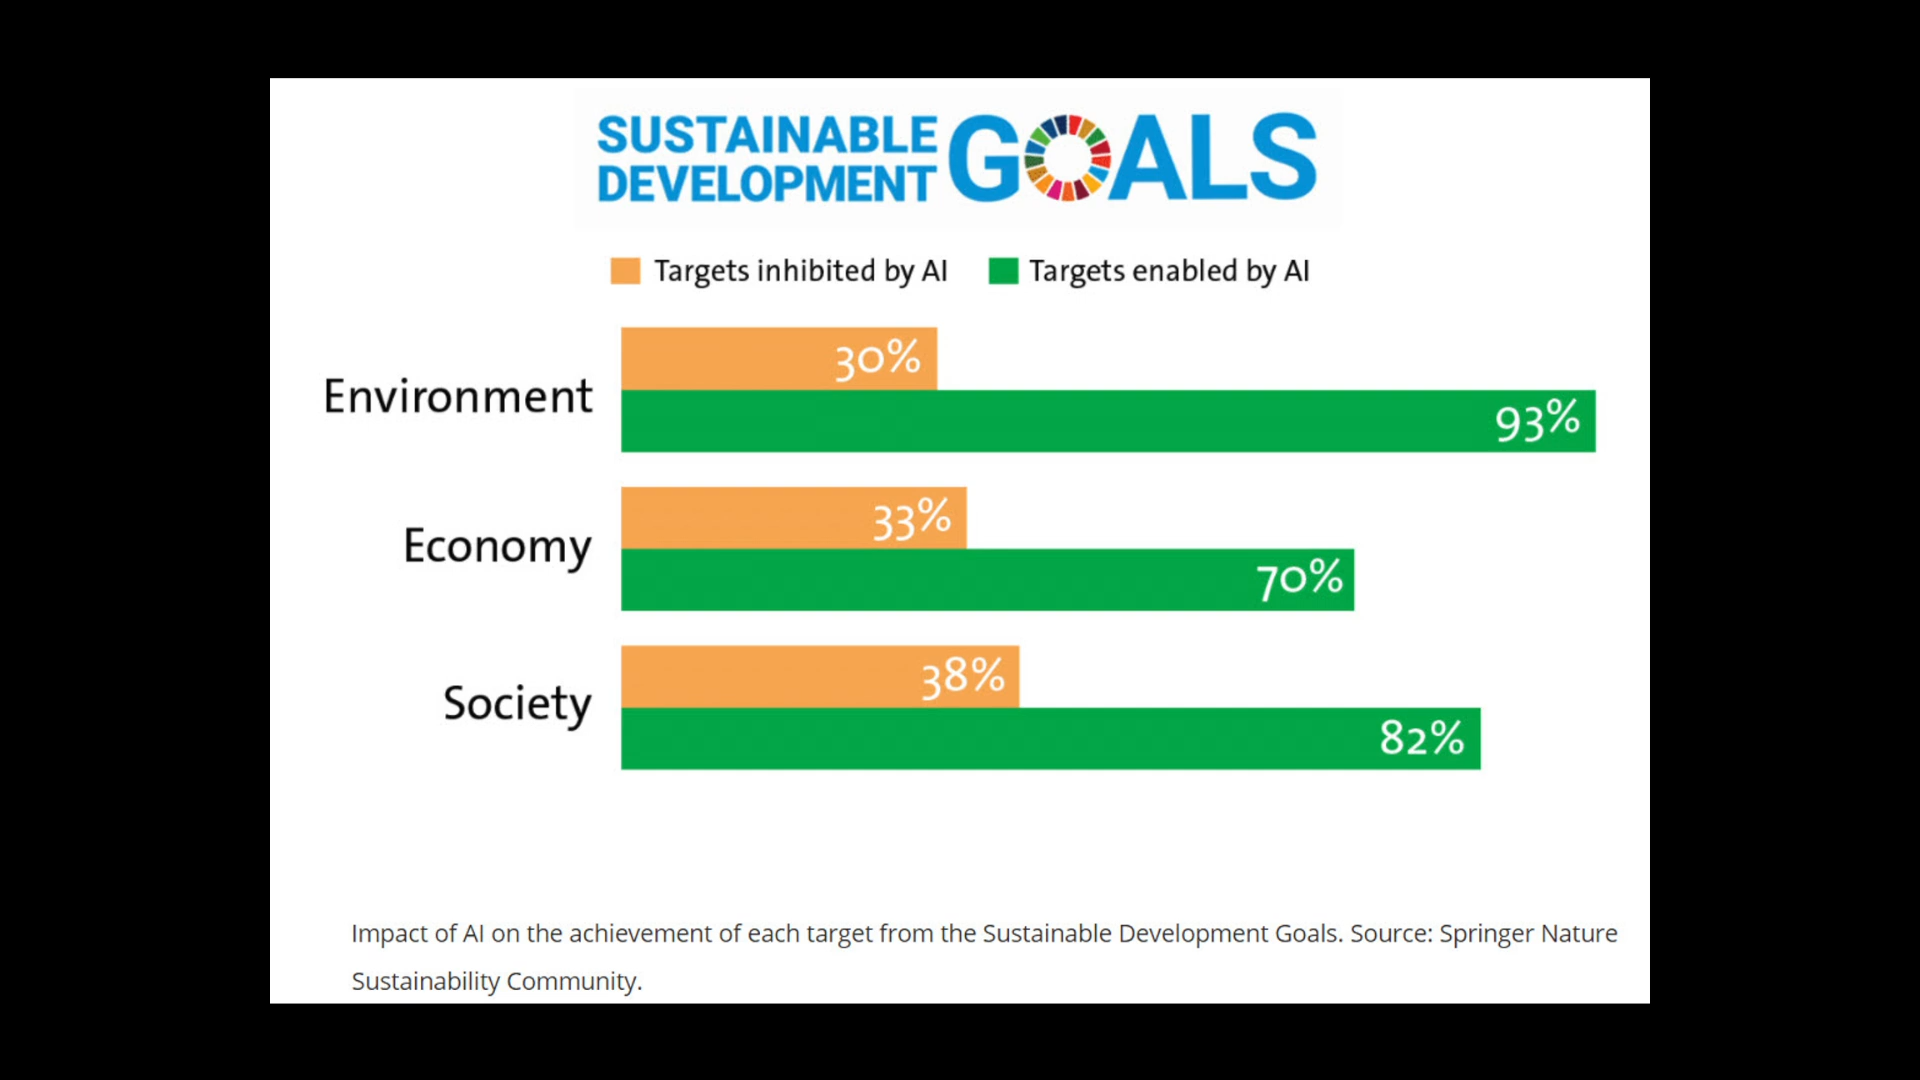 SUSTAINABLE
DEVELOPMENT
GOALS
Targets inhibited by AI
Targets enabled by AI
30%
Environment
93%
33%
Economy
70%
38%
Society
82%
Impact of AI on the achievement of each target from the Sustainable Development Goals. Source: Springer Nature
Sustainability Community.